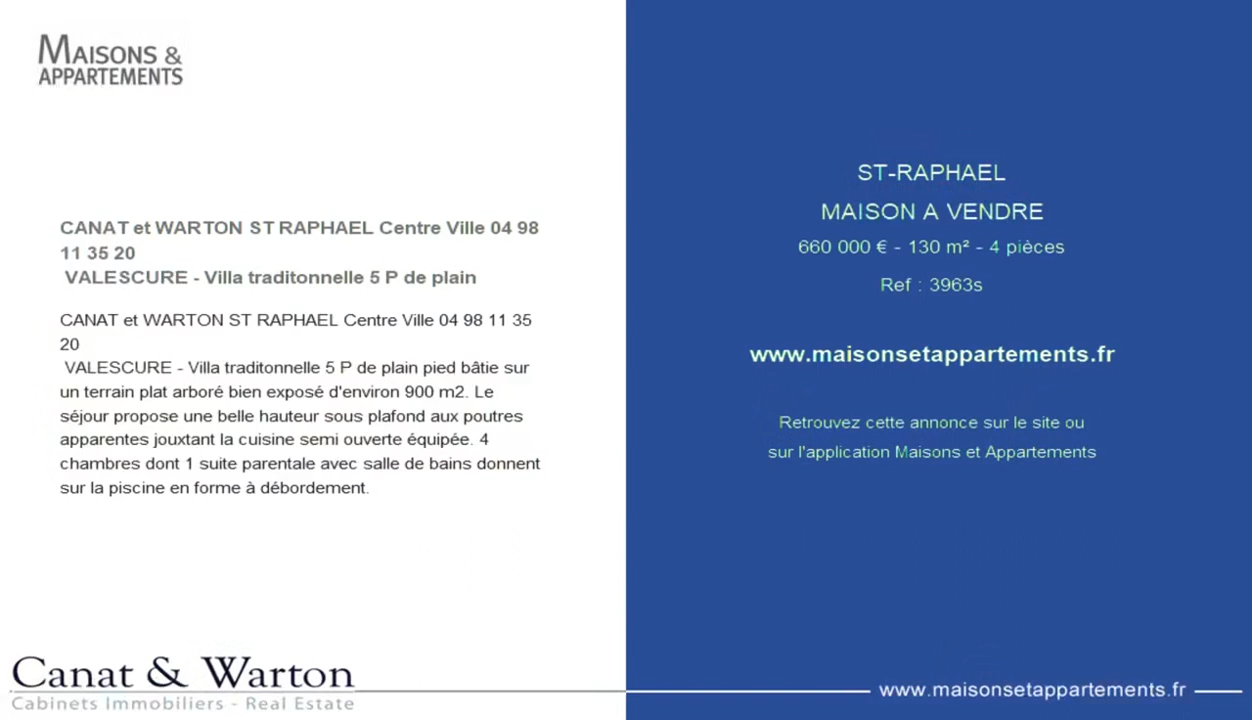 MAISONS &
APPARTEMENTS
CANAT et WARTON ST RAPHAEL Centre Ville 04 98
11 35 20
VALESCURE - Villa traditonnelle 5 P de plain
CANAT et WARTON ST RAPHAEL Centre Ville 04 98 11 35
20
VALESCURE - Villa traditonnelle 5 P de plain pied bâtie sur
un terrain plat arboré bien exposé d'environ 900 m2. Le
séjour propose une belle hauteur sous plafond aux poutres
apparentes jouxtant la cuisine semi ouverte équipée. 4
chambres dont 1 suite parentale avec salle de bains donnent
sur la piscine en forme à débordement.
Canat & Warton
Cabinets Immobiliers - Real Estate
ST-RAPHAEL
MAISON A VENDRE
660 000 € - 130 m² - 4 pièces
Ref : 3963s
www.maisonsetappartements.fr
Retrouvez cette annonce sur le site ou
sur l'application Maisons et Appartements
www.maisonsetappartements.fr